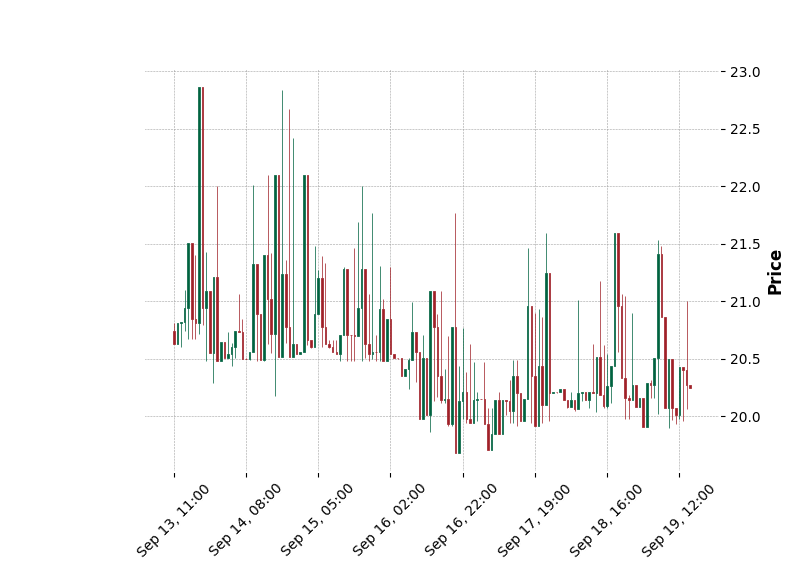 23.0
22.5
22.0
21.5
21.0
20.5
20.0
Price
Sep 13, 11:00
Sep 14, 08:00
Sep 15, 05:00
Sep 16, 02:00
Sep 16, 22:00
Sep 17, 19:00
Sep 18, 16:00
Sep 19, 12:00